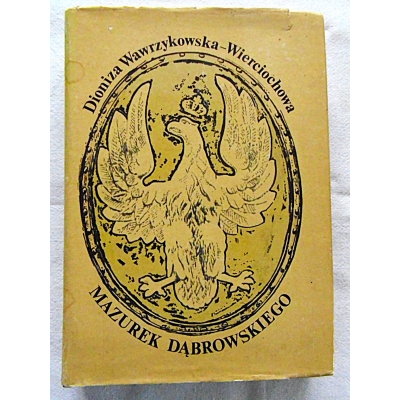 Dioniza Wawrzykowska-Wierciochowa
MAZUREK DĄBROWSKIEGO